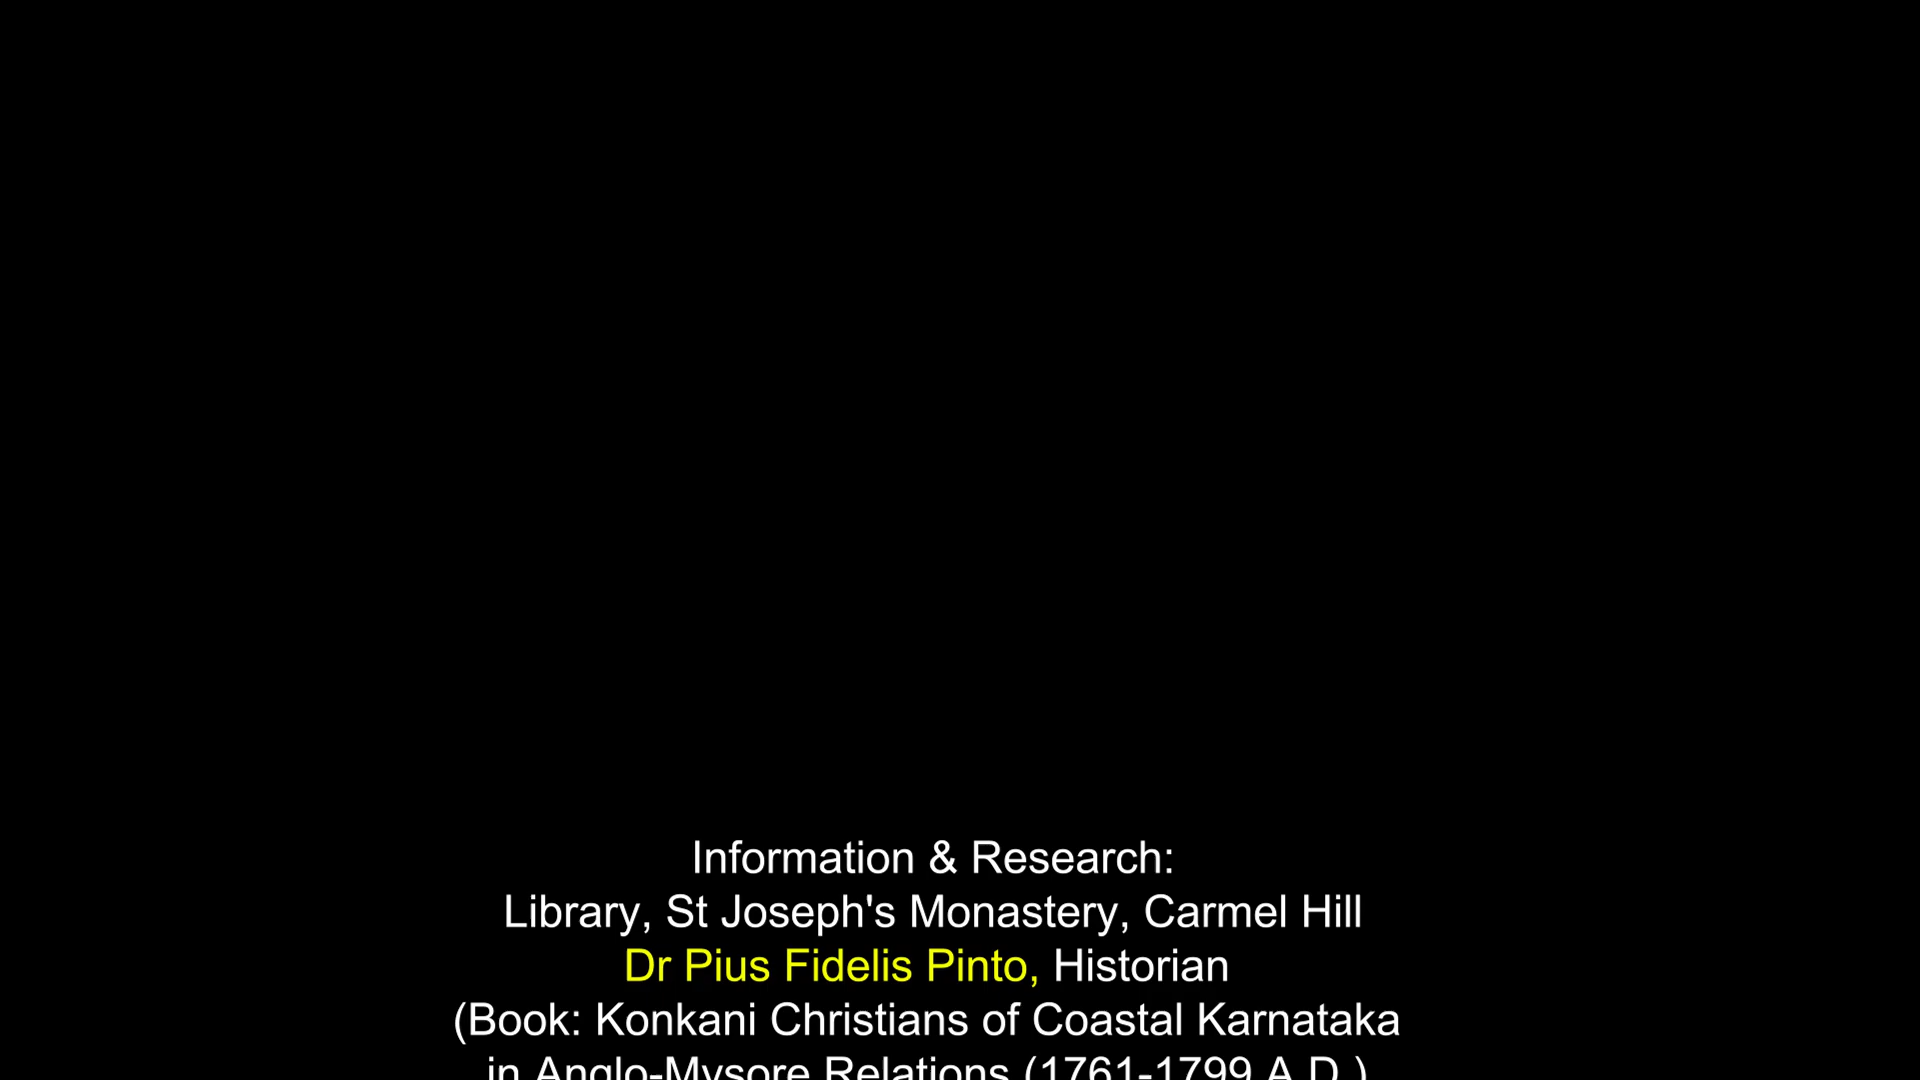 Information & Research:
Library, St Joseph's Monastery, Carmel Hill
Dr Pius Fidelis Pinto, Historian
(Book: Konkani Christians of Coastal Karnataka
in Anglo-Mysore Relations (1761-1799 A.D.)